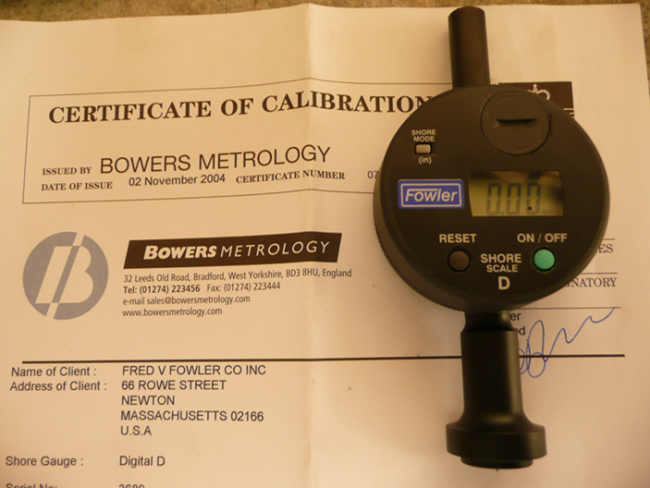 CERTIFICATE OF CALIBRATION
ISSUED BY BOWERS METROLOGY
DATE OF ISSUE 02 November 2004 CERTIFICATE NUMBER 07
BOWERS METROLOGY
32 Leeds Old Road, Bradford, West Yorkshire, BD3 8HU, England
Tel: (01274) 223456 Fax: (01274) 223444
e-mail sales@bowersmetrology.com
www.bowersmetrology.com
Name of Client : FRED V FOWLER CO INC
Address of Client : 66 ROWE STREET
NEWTON
MASSACHUSETTS 02166
U.S.A
Shore Gauge : Digital D
SHORE
MODE
(in)
Fowler
0.00
RESET ON / OFF
SHORE
SCALE
D